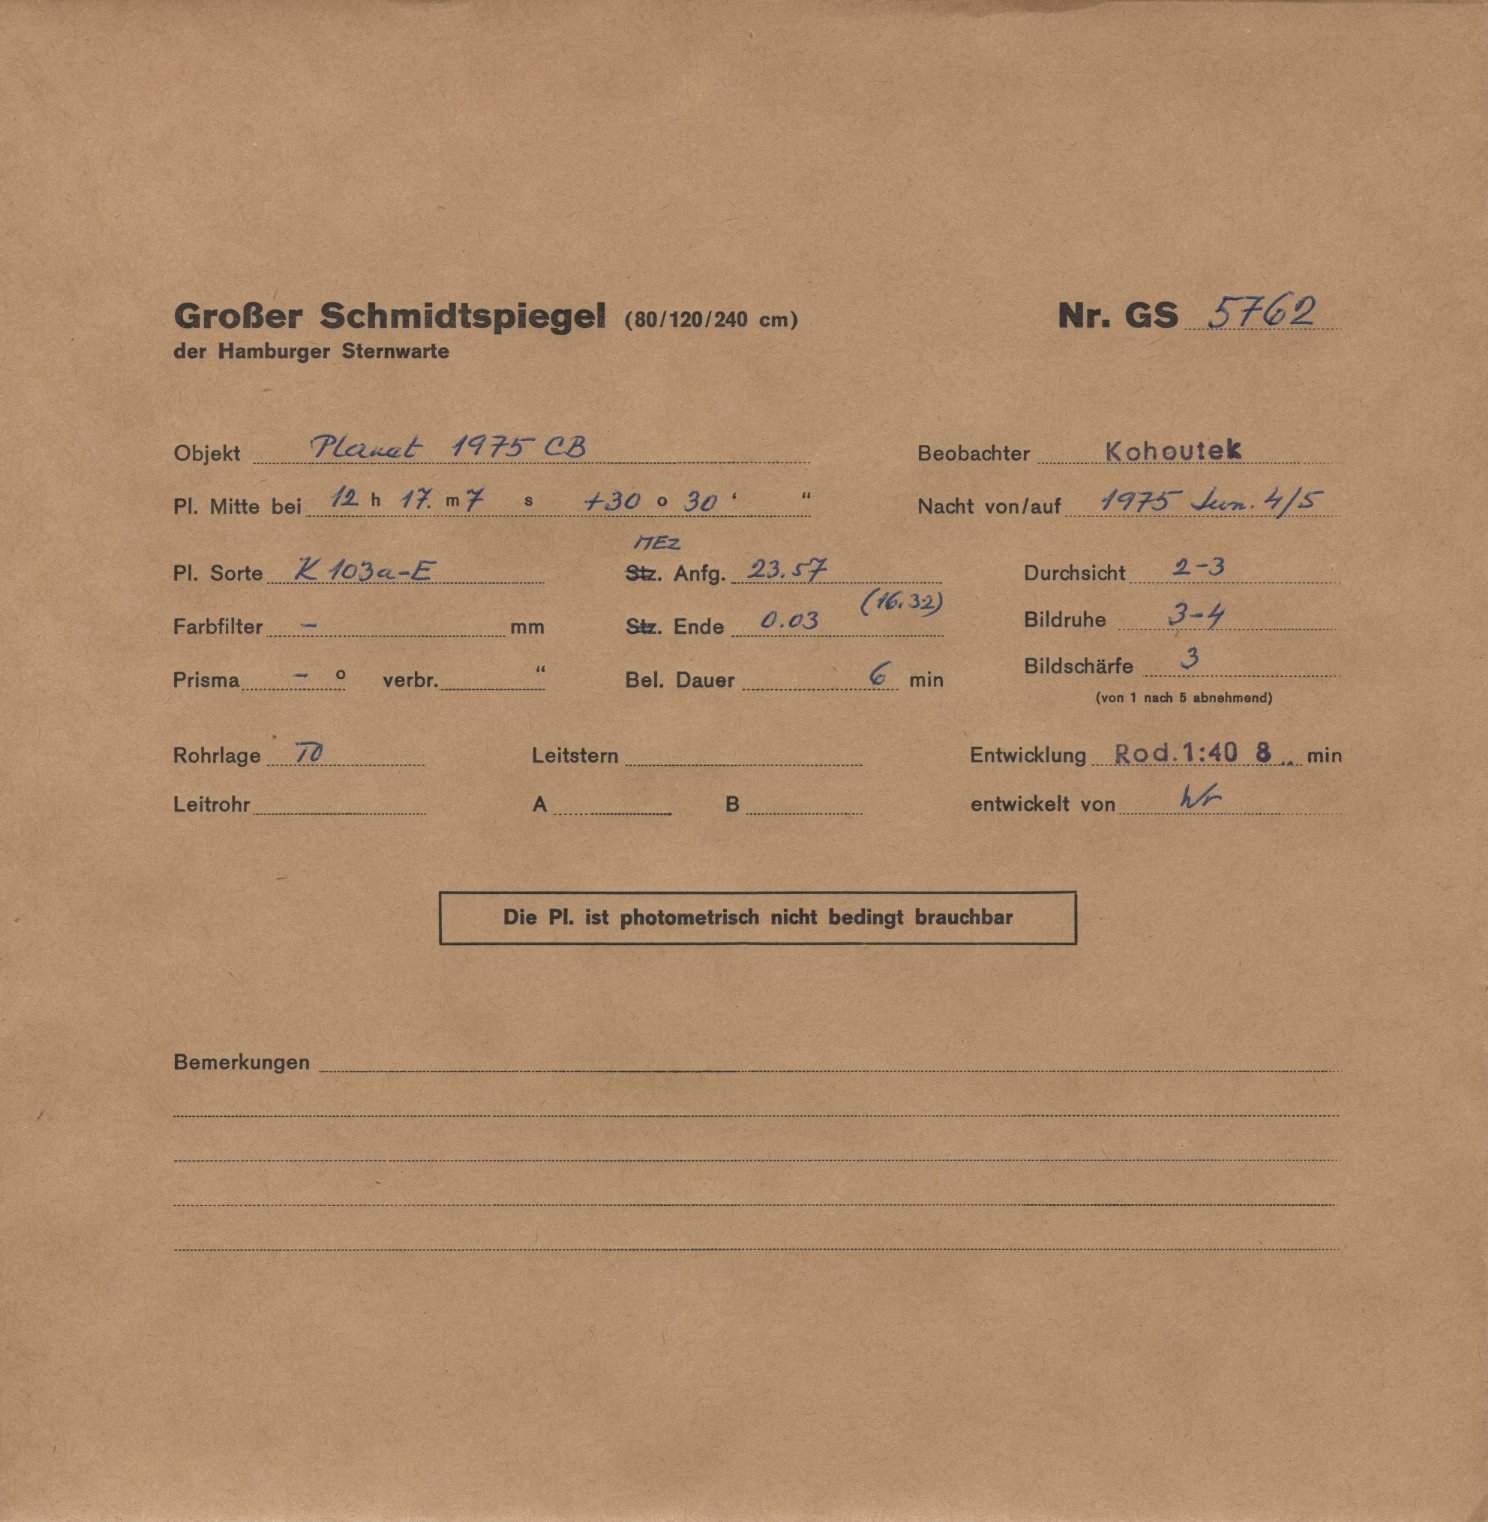 Großer Schmidtspiegel (80/120/240 cm) Nr. GS 5762
der Hamburger Sternwarte
Objekt Planet 1975 CB Beobachter Kohoutek
Pl. Mitte bei 12 h 17. m 7 s +30 o 30 ‘ “ Nacht von/auf 1975 Jun. 4/5
MEZ
Pl. Sorte K 103a-E Stz. Anfg. 23.57 Durchsicht 2-3
(16.32)
Farbfilter – mm Stz. Ende 0.03 Bildruhe 3-4
Prisma – o verbr. “ Bel. Dauer 6 min Bildschärfe 3
(von 1 nach 5 abnehmend)
Rohrlage TO Leitstern Entwicklung Rod. 1:40 8 min
Leitrohr A B entwickelt von
Die Pl. ist photometrisch nicht bedingt brauchbar
Bemerkungen